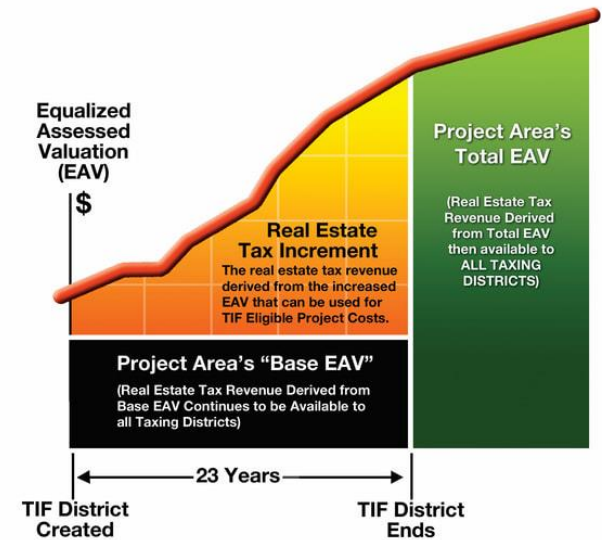 Equalized
Assessed
Valuation
(EAV)
$
Project Area's
Total EAV
(Real Estate Tax
Revenue Derived
from Total EAV
then available to
ALL TAXING
DISTRICTS)
Real Estate
Tax Increment
The real estate tax revenue
derived from the increased
EAV that can be used for
TIF Eligible Project Costs.
Project Area's “Base EAV”
(Real Estate Tax Revenue Derived from
Base EAV Continues to be Available to
all Taxing Districts)
23 Years
TIF District
Created
TIF District
Ends